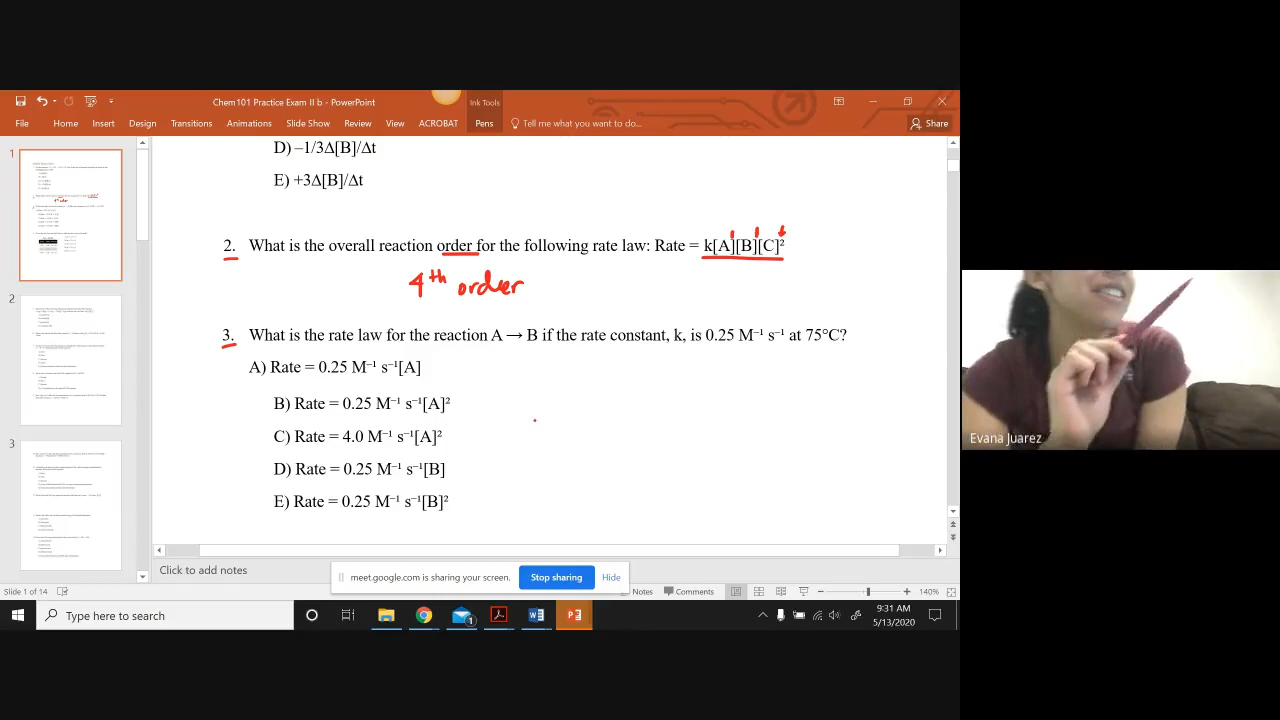 Chem101 Practice Exam II b - PowerPoint
Ink Tools
File Home Insert Design Transitions Animations Slide Show Review View ACROBAT Pens Tell me what you want to do... Share
1
D) –1/3Δ[B]/Δt
E) +3Δ[B]/Δt
2. What is the overall reaction order for the following rate law: Rate = k[A][B][C]²
4th order
2
3. What is the rate law for the reaction A → B if the rate constant, k, is 0.25 M⁻¹ s⁻¹ at 75°C?
A) Rate = 0.25 M⁻¹ s⁻¹[A]
B) Rate = 0.25 M⁻¹ s⁻¹[A]²
C) Rate = 4.0 M⁻¹ s⁻¹[A]²
3
D) Rate = 0.25 M⁻¹ s⁻¹[B]
E) Rate = 0.25 M⁻¹ s⁻¹[B]²
Evana Juarez
Click to add notes
meet.google.com is sharing your screen. Stop sharing Hide
Slide 1 of 14 Notes Comments 140%
Type here to search
1
9:31 AM
5/13/2020